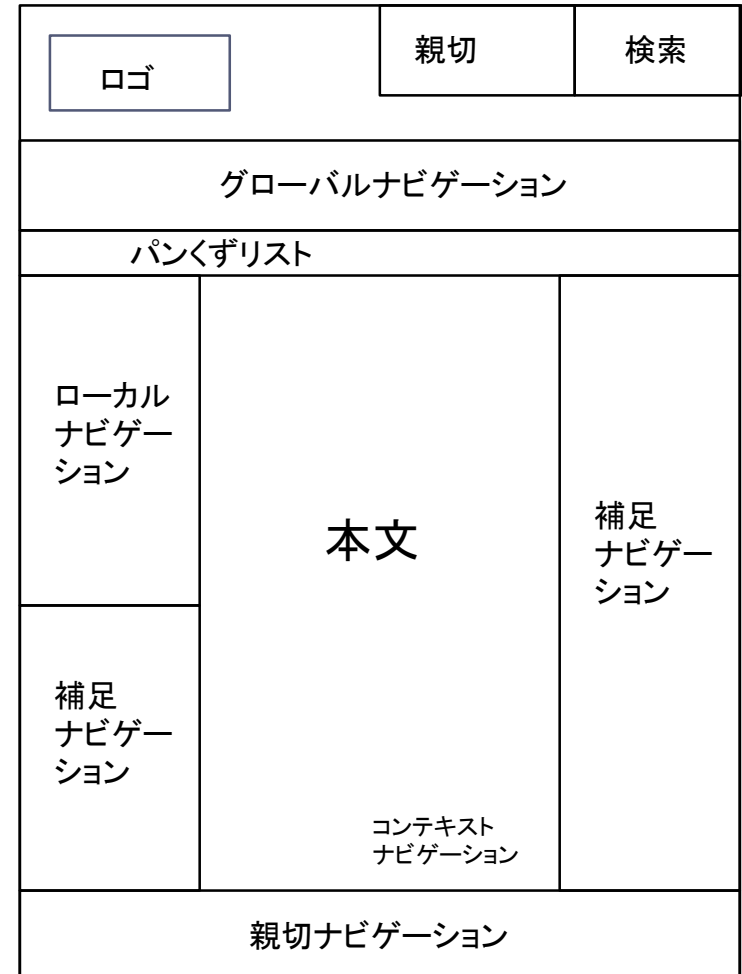 ロゴ
親切
検索
グローバルナビゲーション
パンくずリスト
ローカル
ナビゲー
ション
本文
補足
ナビゲー
ション
補足
ナビゲー
ション
コンテキスト
ナビゲーション
親切ナビゲーション